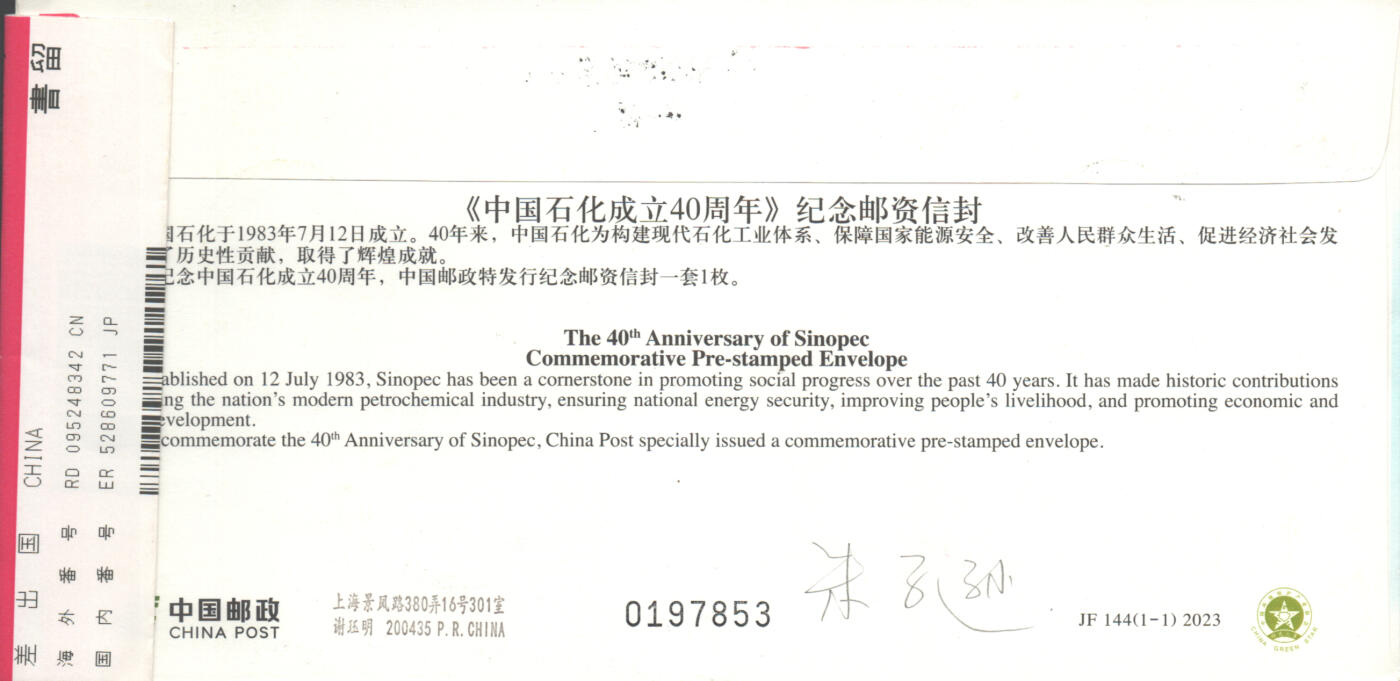 書留
差出国 CHINA
海外番号 RD 095248342 CN
国内番号 ER 528609771 JP
《中国石化成立40周年》纪念邮资信封
国石化于1983年7月12日成立。40年来，中国石化为构建现代石化工业体系、保障国家能源安全、改善人民群众生活、促进经济社会发
了历史性贡献，取得了辉煌成就。
纪念中国石化成立40周年，中国邮政特发行纪念邮资信封一套1枚。
The 40th Anniversary of Sinopec
Commemorative Pre-stamped Envelope
ablished on 12 July 1983, Sinopec has been a cornerstone in promoting social progress over the past 40 years. It has made historic contributions
ng the nation's modern petrochemical industry, ensuring national energy security, improving people's livelihood, and promoting economic and
evelopment.
commemorate the 40th Anniversary of Sinopec, China Post specially issued a commemorative pre-stamped envelope.
中国邮政
CHINA POST
上海景凤路380弄16号301室
谢珏明 200435 P.R.CHINA
0197853
JF 144(1-1) 2023
CHINA GREEN STAR